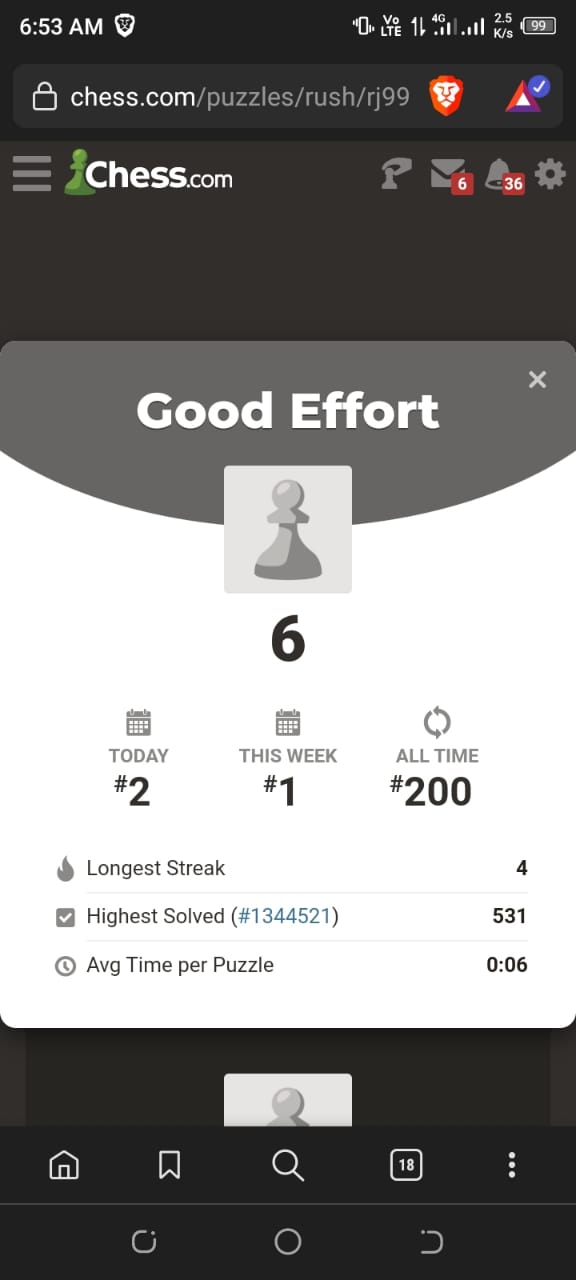 6:53 AM
Vo LTE 4G 2.5 K/s 99
chess.com/puzzles/rush/rj99
Chess.com
6 36
Good Effort
6
TODAY THIS WEEK ALL TIME
#2 #1 #200
Longest Streak 4
Highest Solved (#1344521) 531
Avg Time per Puzzle 0:06
18